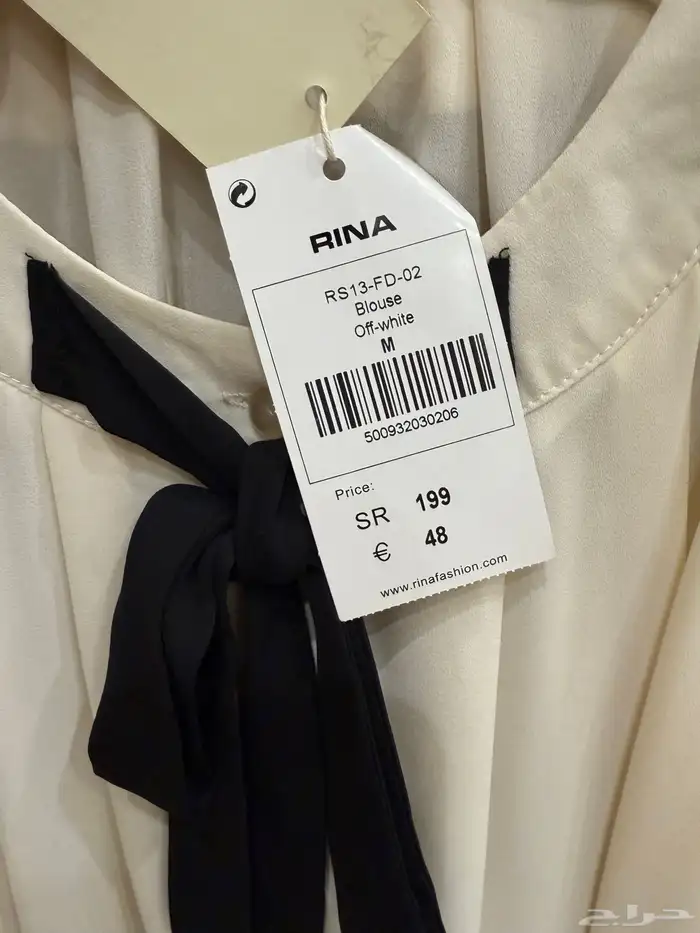 RINA
RS13-FD-02
Blouse
Off-white
M
500932030206
Price:
SR 199
€ 48
www.rinafashion.com
حراج